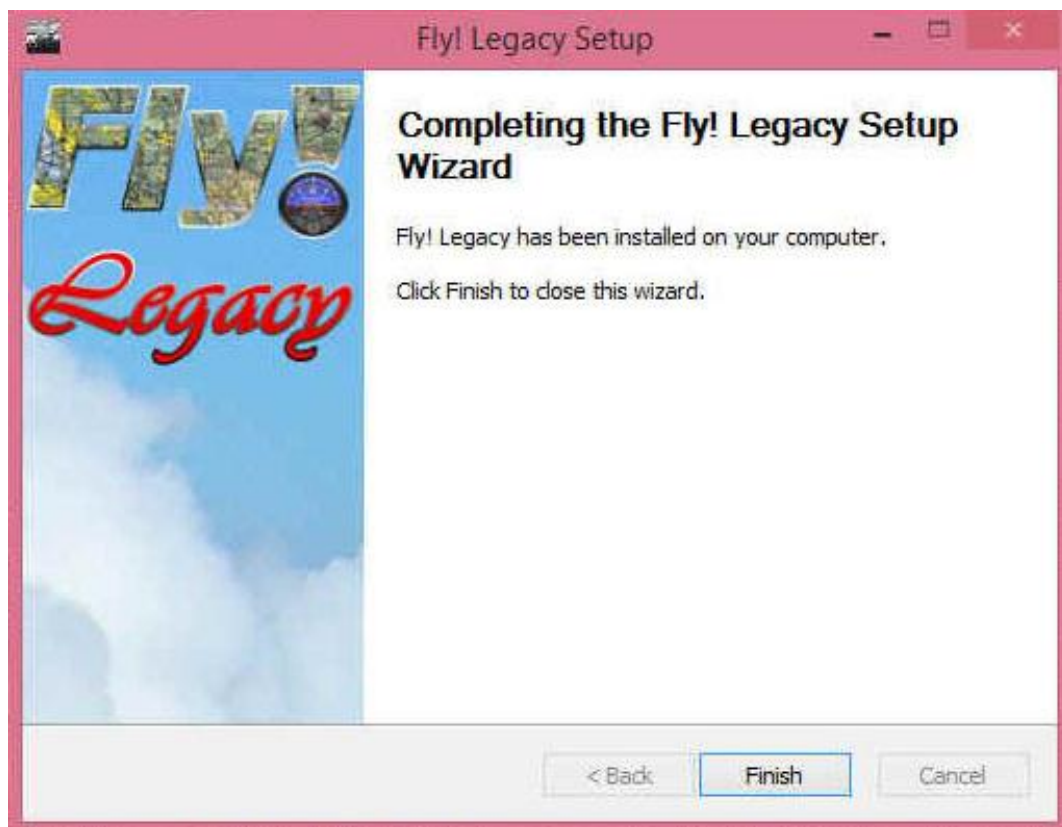 Fly! Legacy Setup
Fly!
Legacy
Completing the Fly! Legacy Setup
Wizard
Fly! Legacy has been installed on your computer.
Click Finish to close this wizard.
< Back
Finish
Cancel